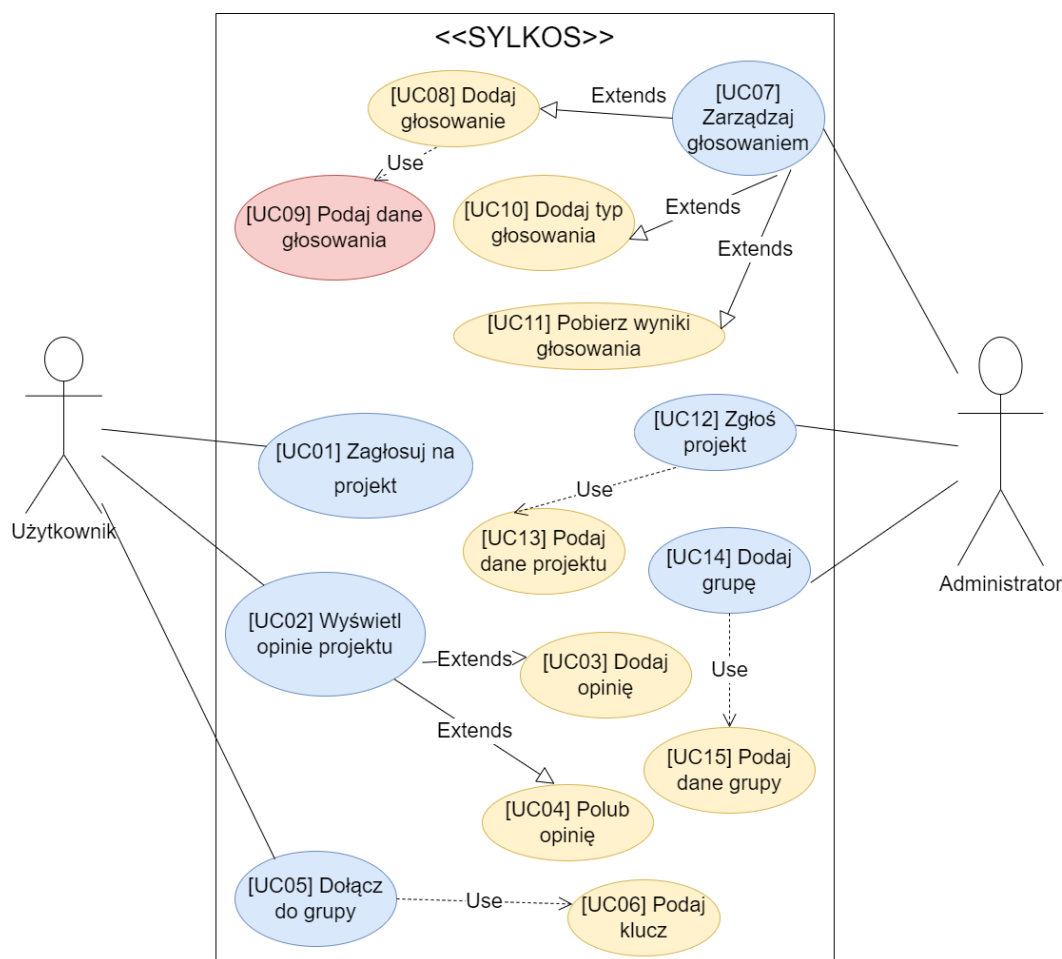 <<SYLKOS>>
[UC08] Dodaj
głosowanie
Extends
[UC07]
Zarządzaj
głosowaniem
Use
[UC09] Podaj dane
głosowania
[UC10] Dodaj typ
głosowania
Extends
Extends
[UC11] Pobierz wyniki
głosowania
[UC12] Zgłoś
projekt
[UC01] Zagłosuj na
projekt
Use
Użytkownik
[UC13] Podaj
dane projektu
[UC14] Dodaj
grupę
Administrator
[UC02] Wyświetl
opinie projektu
Extends
[UC03] Dodaj
opinię
Use
Extends
[UC15] Podaj
dane grupy
[UC04] Polub
opinię
[UC05] Dołącz
do grupy
Use
[UC06] Podaj
klucz